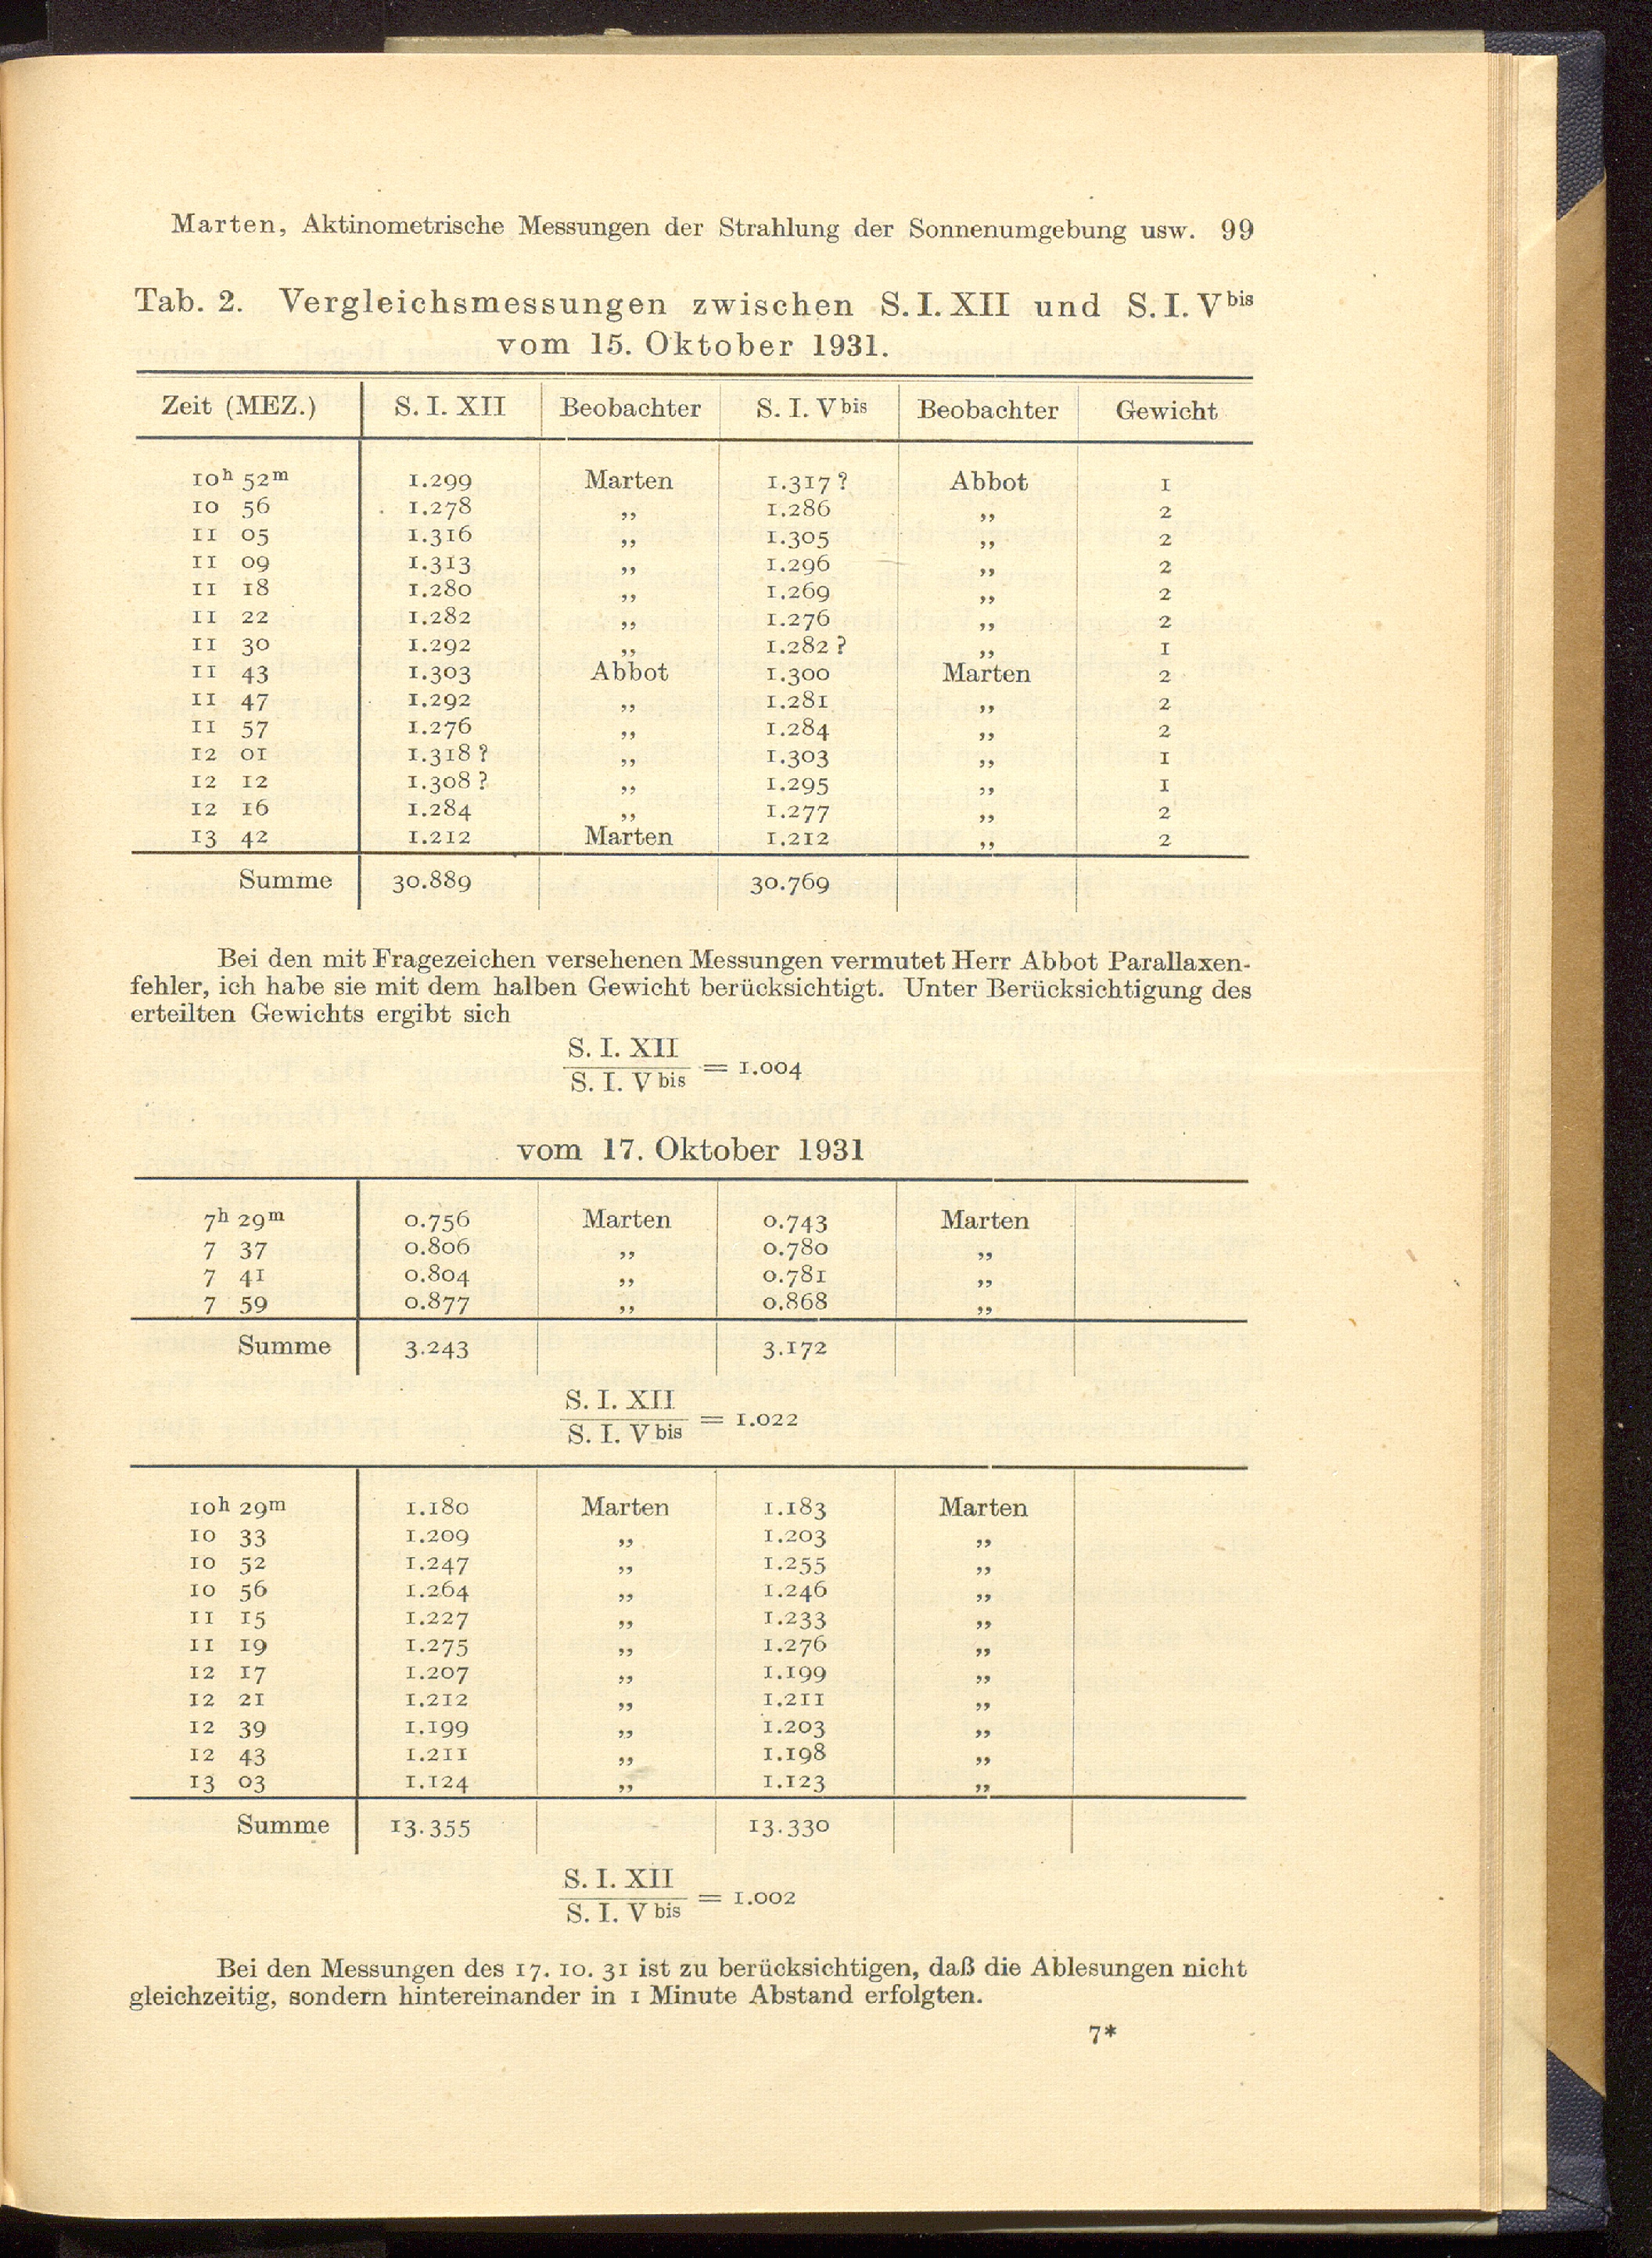 Marten, Aktinometrische Messungen der Strahlung der Sonnenumgebung usw. 99
Tab. 2. Vergleichsmessungen zwischen S. I. XII und S. I. V bis
vom 15. Oktober 1931.
Zeit (MEZ.) S. I. XII Beobachter S. I. V bis Beobachter Gewicht
10h 52m 1.299 Marten 1.317 ? Abbot 1
10 56 1.278 ,, 1.286 ,, 2
11 05 1.316 ,, 1.305 ,, 2
11 09 1.313 ,, 1.296 ,, 2
11 18 1.280 ,, 1.269 ,, 2
11 22 1.282 ,, 1.276 ,, 2
11 30 1.292 ,, 1.282 ? ,, 1
11 43 1.303 Abbot 1.300 Marten 2
11 47 1.292 ,, 1.281 ,, 2
11 57 1.276 ,, 1.284 ,, 2
12 01 1.318 ? ,, 1.303 ,, 1
12 12 1.308 ? ,, 1.295 ,, 1
12 16 1.284 ,, 1.277 ,, 2
13 42 1.212 Marten 1.212 ,, 2
Summe 30.889 30.769
Bei den mit Fragezeichen versehenen Messungen vermutet Herr Abbot Parallaxen-
fehler, ich habe sie mit dem halben Gewicht berücksichtigt. Unter Berücksichtigung des
erteilten Gewichts ergibt sich
S. I. XII
S. I. V bis = 1.004
vom 17. Oktober 1931
7h 29m 0.756 Marten 0.743 Marten
7 37 0.806 ,, 0.780 ,,
7 41 0.804 ,, 0.781 ,,
7 59 0.877 ,, 0.868 ,,
Summe 3.243 3.172
S. I. XII
S. I. V bis = 1.022
10h 29m 1.180 Marten 1.183 Marten
10 33 1.209 ,, 1.203 ,,
10 52 1.247 ,, 1.255 ,,
10 56 1.264 ,, 1.246 ,,
11 15 1.227 ,, 1.233 ,,
11 19 1.275 ,, 1.276 ,,
12 17 1.207 ,, 1.199 ,,
12 21 1.212 ,, 1.211 ,,
12 39 1.199 ,, 1.203 ,,
12 43 1.211 ,, 1.198 ,,
13 03 1.124 ,, 1.123 ,,
Summe 13.355 13.330
S. I. XII
S. I. V bis = 1.002
Bei den Messungen des 17. 10. 31 ist zu berücksichtigen, daß die Ablesungen nicht
gleichzeitig, sondern hintereinander in 1 Minute Abstand erfolgten.
7*